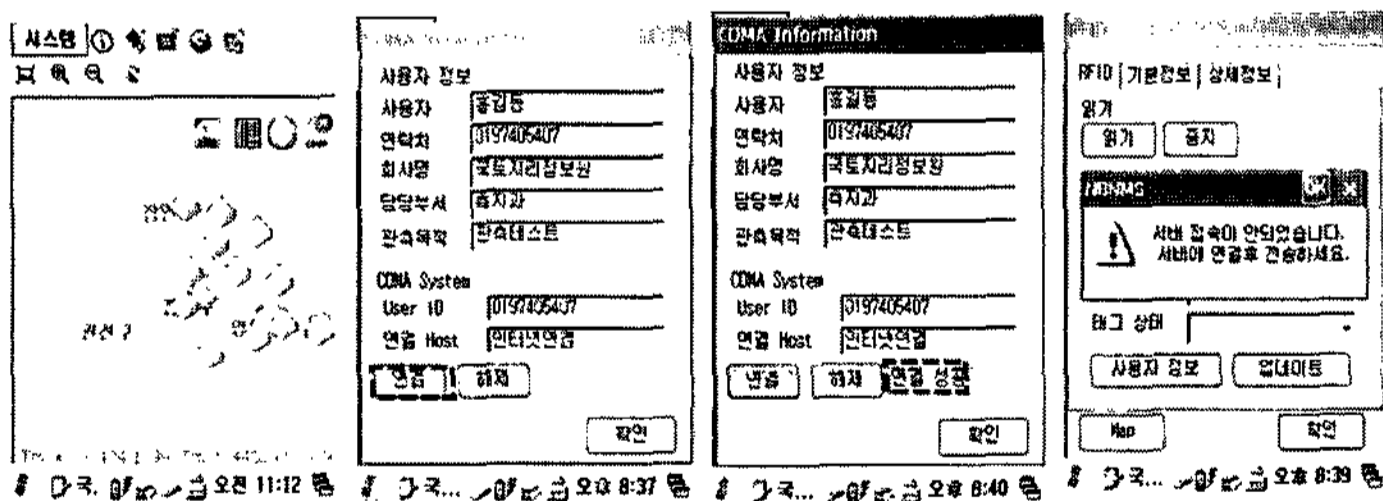 시스템
오전 11:12
사용자 정보
사용자 홍길동
연락처 0197405407
회사명 국토지리정보원
담당부서 측지과
관측목적 관측테스트
CDMA System
User ID 0197405407
연결 Host 인터넷연결
연결 해제
확인
국... 오후 8:37
CDMA Information
사용자 정보
사용자 홍길동
연락처 0197405407
회사명 국토지리정보원
담당부서 측지과
관측목적 관측테스트
CDMA System
User ID 0197405407
연결 Host 인터넷연결
연결 해제 연결 성공
확인
국... 오후 8:40
RFID 기본정보 상세정보
읽기
읽기 중지
서버 접속이 안되었습니다.
서버에 연결후 전송하세요.
태그 상태
사용자 정보 업데이트
Map 확인
국... 오후 8:39